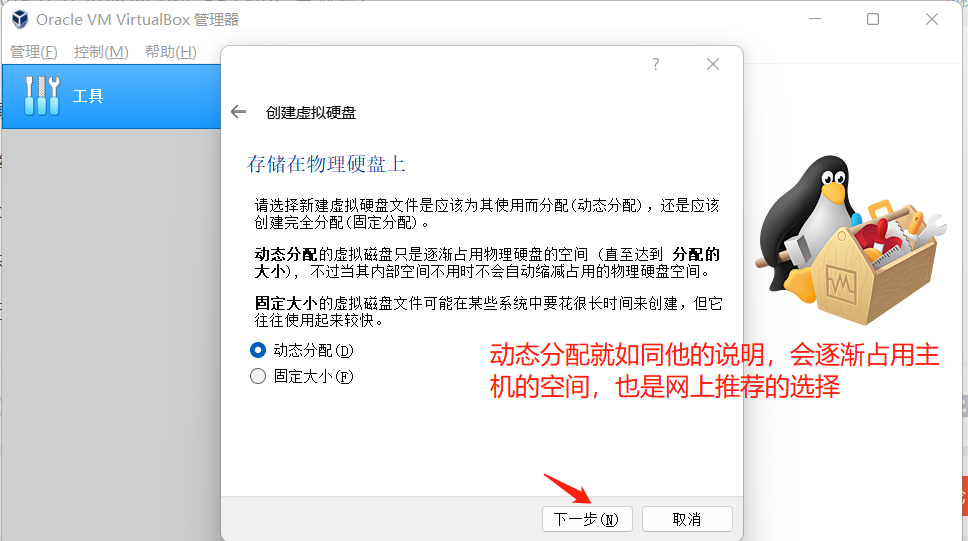 Oracle VM VirtualBox 管理器
管理(F) 控制(M) 帮助(H)
工具
?
创建虚拟硬盘
存储在物理硬盘上
请选择新建虚拟硬盘文件是应该为其使用而分配(动态分配)，还是应该
创建完全分配(固定分配)。
动态分配的虚拟磁盘只是逐渐占用物理硬盘的空间（直至达到 分配的
大小），不过当其内部空间不用时不会自动缩减占用的物理硬盘空间。
固定大小的虚拟磁盘文件可能在某些系统中要花很长时间来创建，但它
往往使用起来较快。
动态分配(D)
固定大小(F)
动态分配就如同他的说明，会逐渐占用主
机的空间，也是网上推荐的选择
下一步(N) 取消